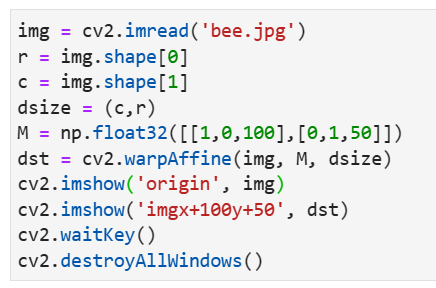 img = cv2.imread('bee.jpg')
r = img.shape[0]
c = img.shape[1]
dsize = (c,r)
M = np.float32([[1,0,100],[0,1,50]])
dst = cv2.warpAffine(img, M, dsize)
cv2.imshow('origin', img)
cv2.imshow('imgx+100y+50', dst)
cv2.waitKey()
cv2.destroyAllWindows()